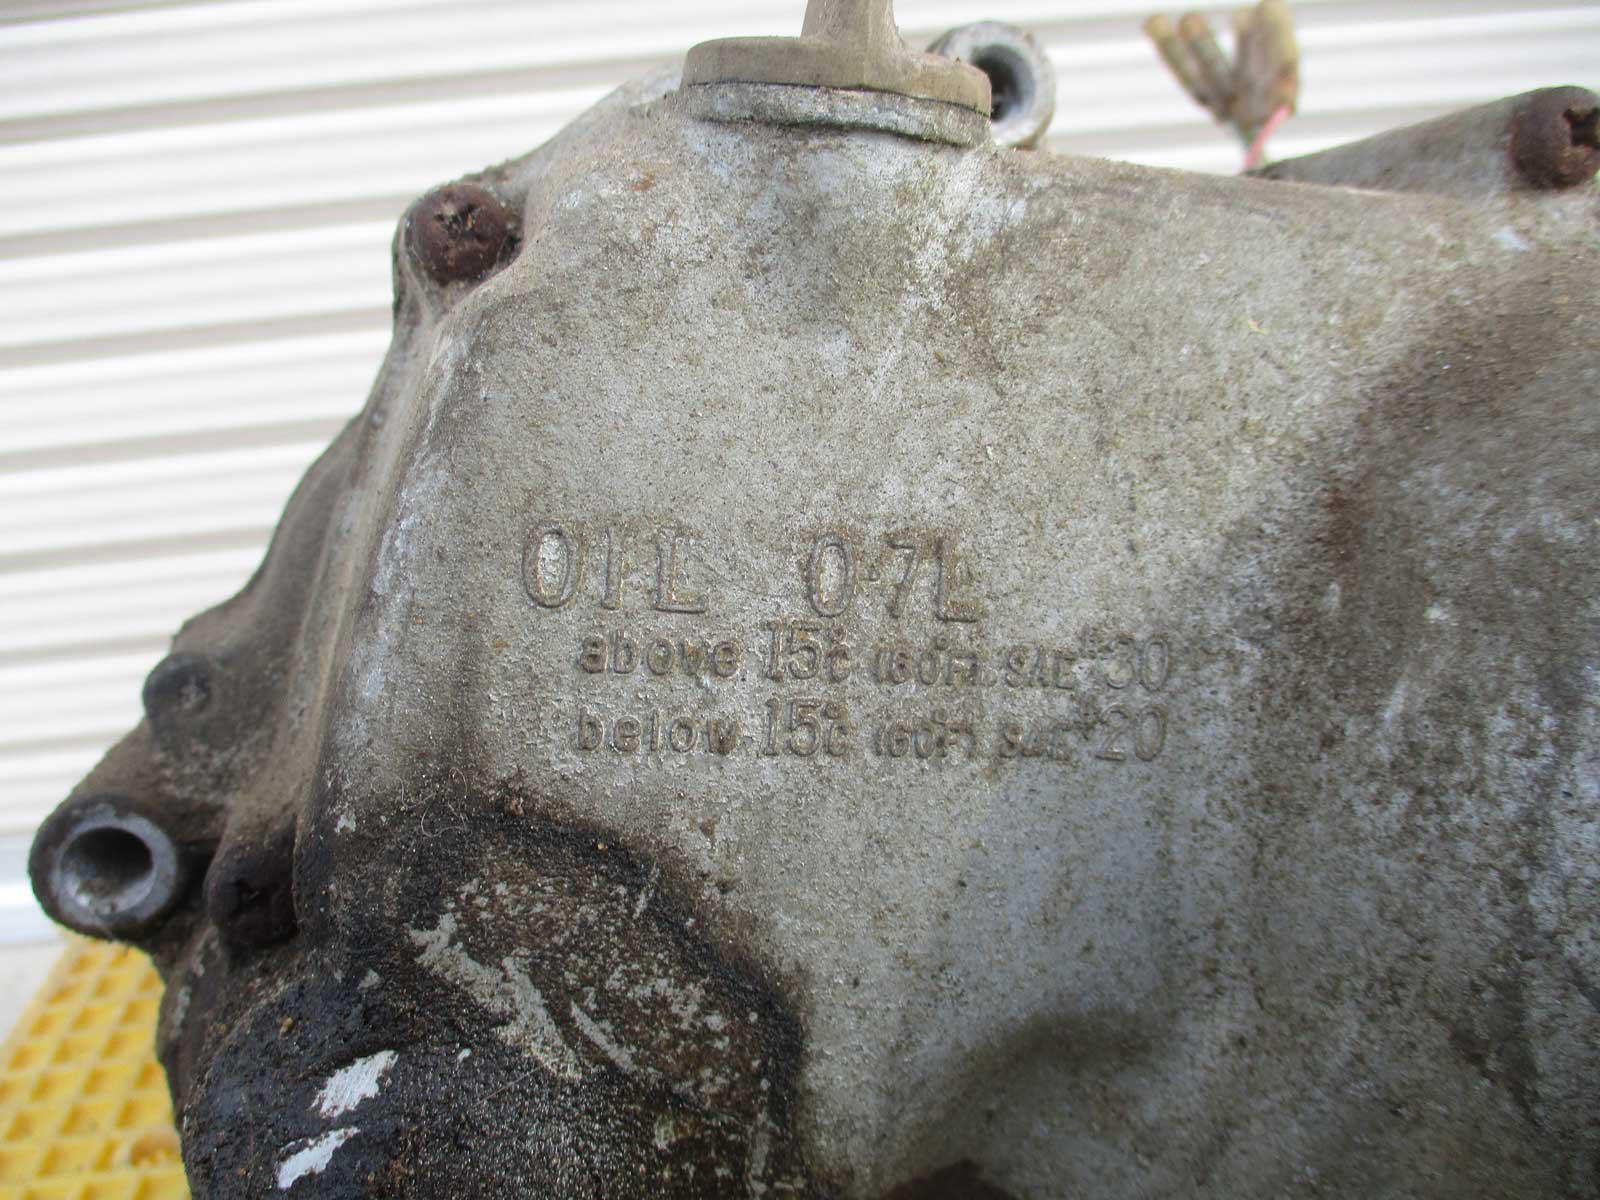 OIL 0.7L
above 15°C (60°F) SAE #30
below 15°C (60°F) SAE #20